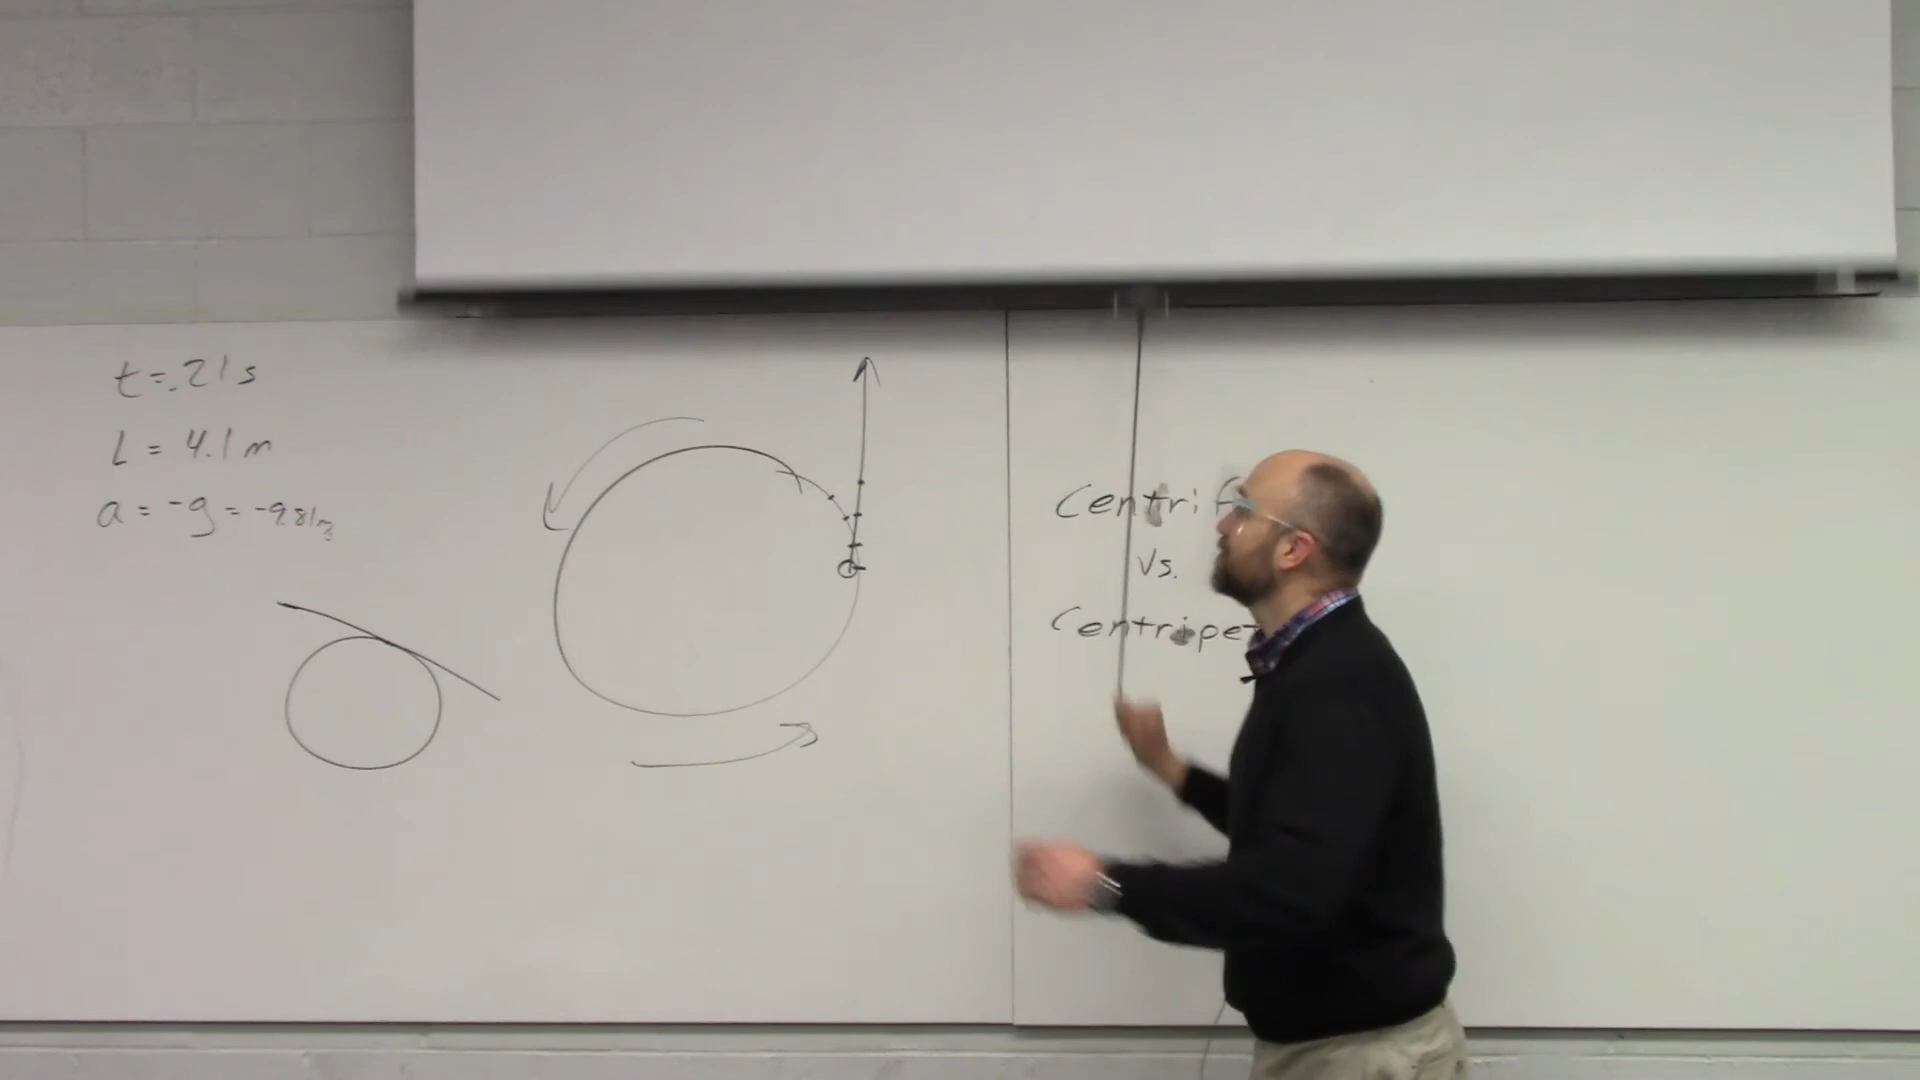 t = .21 s
L = 4.1 m
a = -g = -9.81 m
Centrif
vs.
Centripet